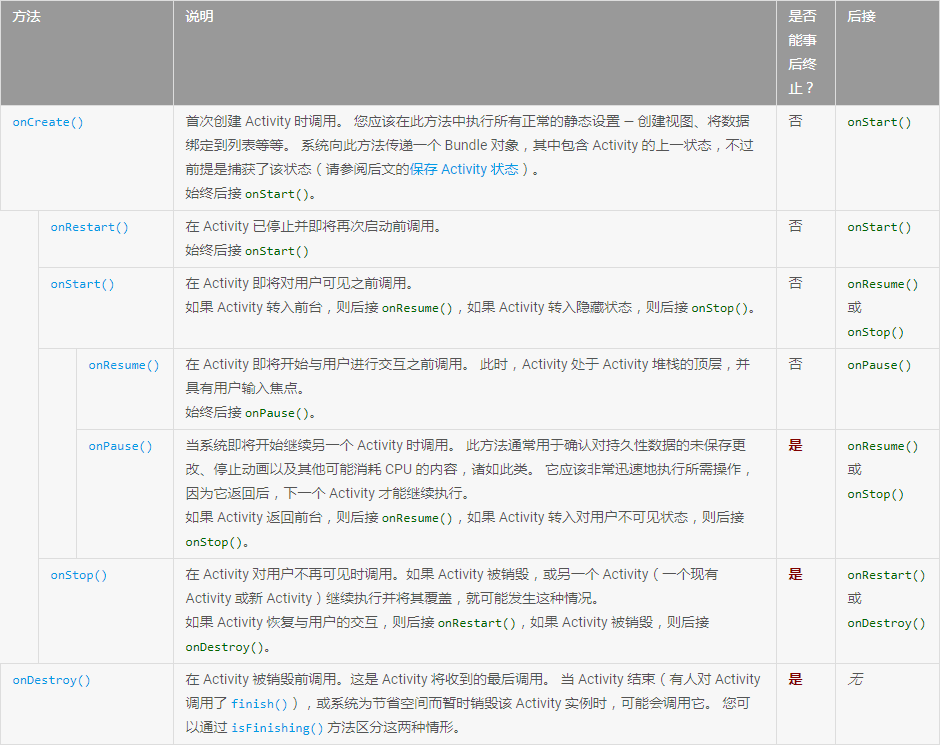 方法 说明 是否 后接
能事
后终
止？
onCreate() 首次创建 Activity 时调用。 您应该在此方法中执行所有正常的静态设置 — 创建视图、将数据 否 onStart()
绑定到列表等等。 系统向此方法传递一个 Bundle 对象，其中包含 Activity 的上一状态，不过
前提是捕获了该状态（请参阅后文的保存 Activity 状态）。
始终后接 onStart()。
onRestart() 在 Activity 已停止并即将再次启动前调用。 否 onStart()
始终后接 onStart()
onStart() 在 Activity 即将对用户可见之前调用。 否 onResume()
如果 Activity 转入前台，则后接 onResume()，如果 Activity 转入隐藏状态，则后接 onStop()。 或
onStop()
onResume() 在 Activity 即将开始与用户进行交互之前调用。 此时，Activity 处于 Activity 堆栈的顶层，并 否 onPause()
具有用户输入焦点。
始终后接 onPause()。
onPause() 当系统即将开始继续另一个 Activity 时调用。 此方法通常用于确认对持久性数据的未保存更 是 onResume()
改、停止动画以及其他可能消耗 CPU 的内容，诸如此类。 它应该非常迅速地执行所需操作， 或
因为它返回后，下一个 Activity 才能继续执行。 onStop()
如果 Activity 返回前台，则后接 onResume()，如果 Activity 转入对用户不可见状态，则后接
onStop()。
onStop() 在 Activity 对用户不再可见时调用。如果 Activity 被销毁，或另一个 Activity（一个现有 是 onRestart()
Activity 或新 Activity）继续执行并将其覆盖，就可能发生这种情况。 或
如果 Activity 恢复与用户的交互，则后接 onRestart()，如果 Activity 被销毁，则后接 onDestroy()
onDestroy()。
onDestroy() 在 Activity 被销毁前调用。这是 Activity 将收到的最后调用。 当 Activity 结束（有人对 Activity 是 无
调用了 finish()），或系统为节省空间而暂时销毁该 Activity 实例时，可能会调用它。 您可
以通过 isFinishing() 方法区分这两种情形。